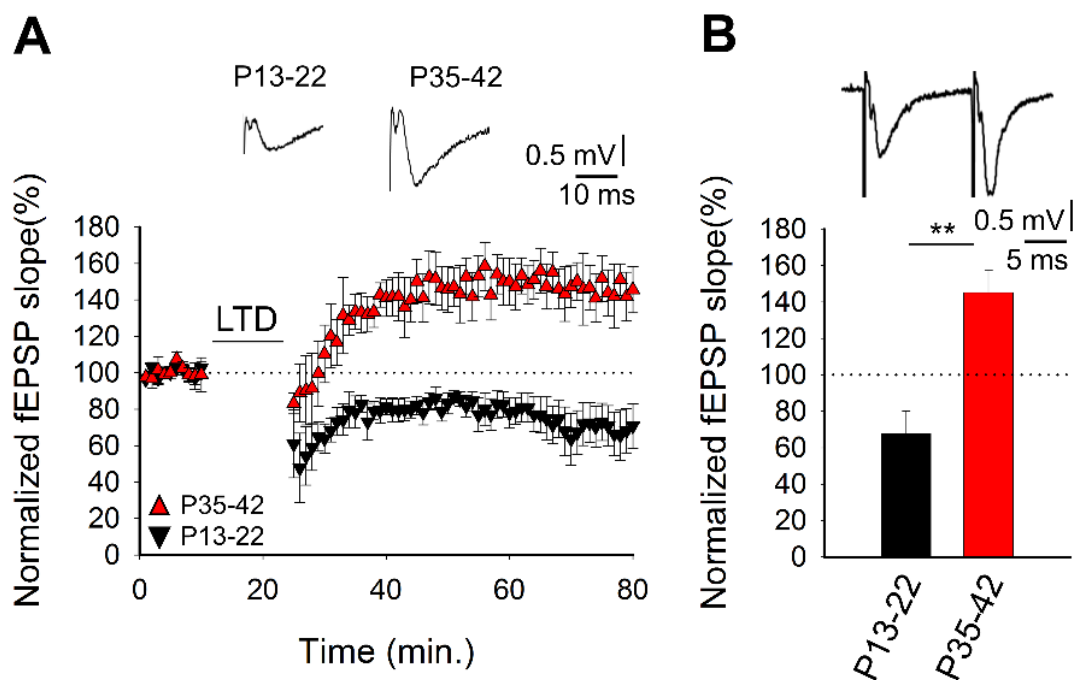 A
P13-22
P35-42
0.5 mV
10 ms
Normalized fEPSP slope(%)
180
160
140
120
100
80
60
40
20
0
LTD
P35-42
P13-22
0
20
40
60
80
Time (min.)
B
0.5 mV
5 ms
Normalized fEPSP slope(%)
180
160
140
120
100
80
60
40
20
0
**
P13-22
P35-42